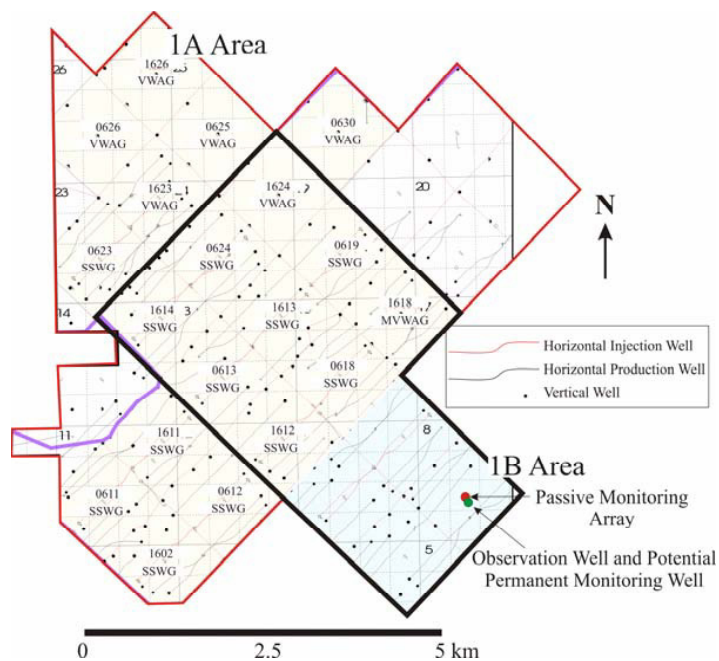 1A Area
26
1626
VWAG
0626
VWAG
0625
VWAG
0630
VWAG
23
1623
VWAG
1624
VWAG
20
0623
SSWG
0624
SSWG
0619
SSWG
N
14
1614
SSWG
3
1613
SSWG
1618
MVWAG
Horizontal Injection Well
Horizontal Production Well
Vertical Well
0613
SSWG
0618
SSWG
11
1611
SSWG
1612
SSWG
8
1B Area
0611
SSWG
0612
SSWG
Passive Monitoring
Array
5
1602
SSWG
Observation Well and Potential
Permanent Monitoring Well
0
2.5
5 km